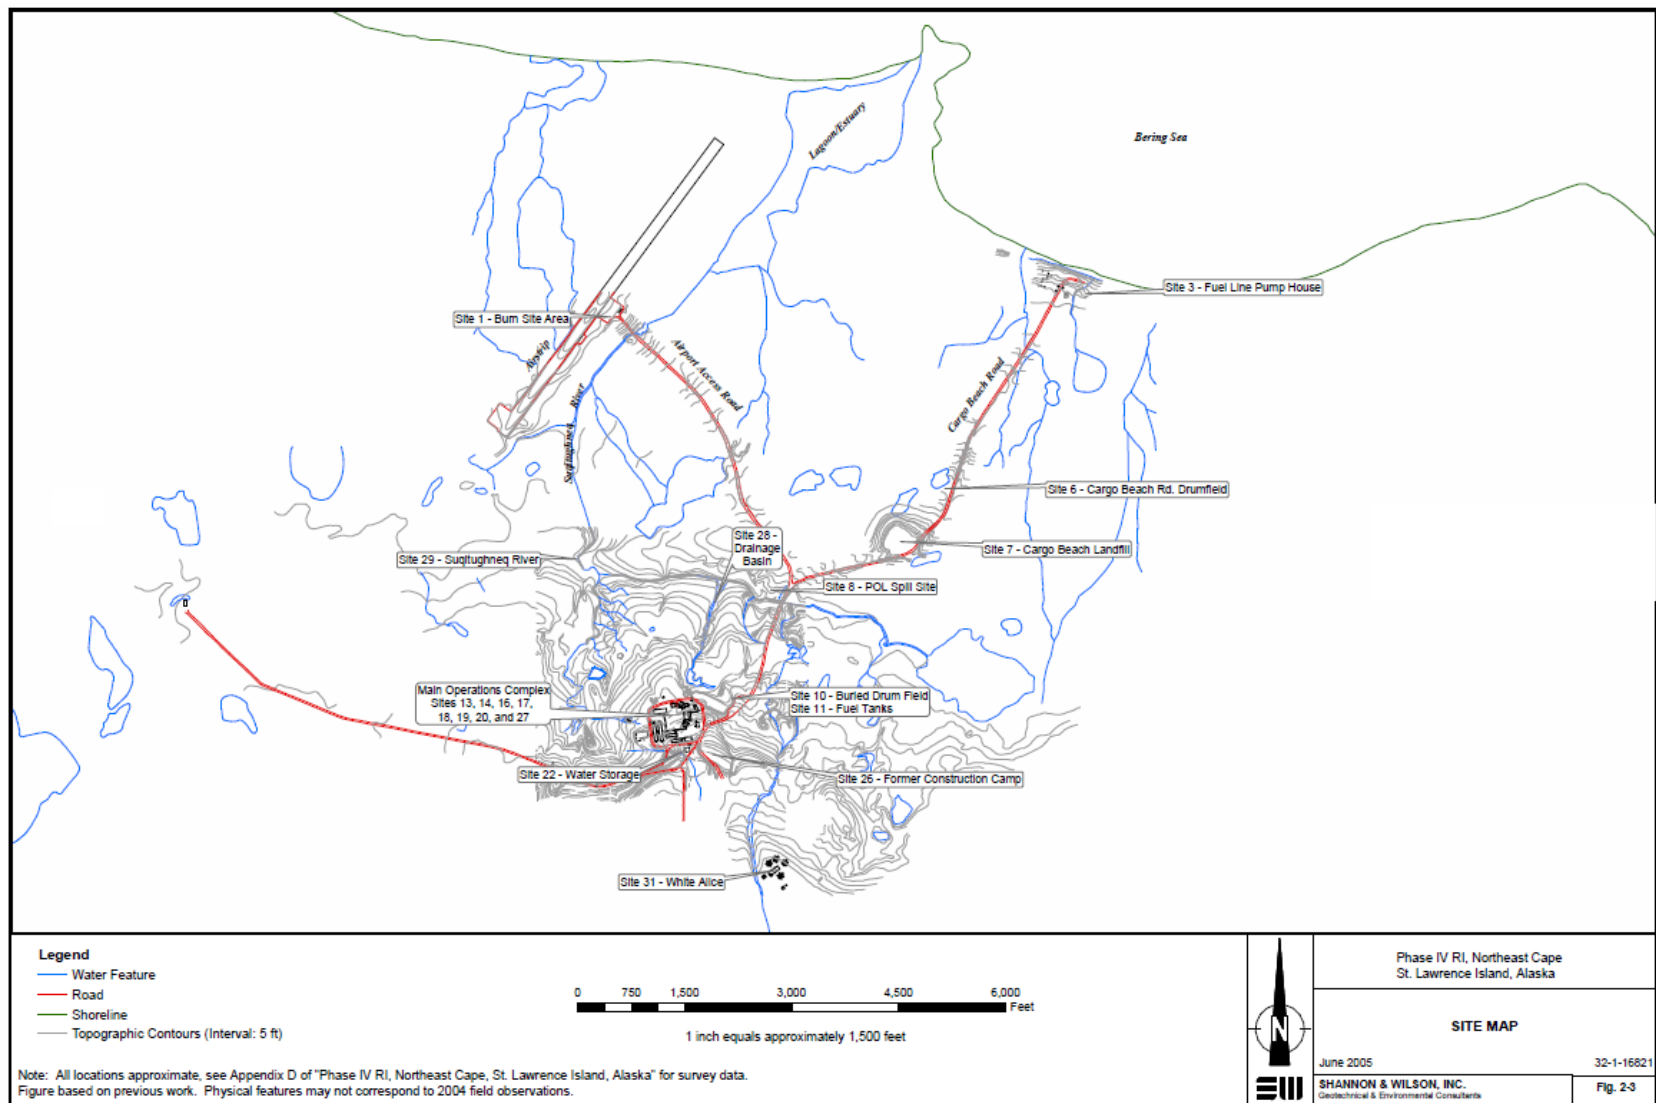 Bering Sea
Lagoon/Estuary
Site 3 - Fuel Line Pump House
Site 1 - Burn Site Area
Airstrip
Airport Access Road
Suqitughneq River
Cargo Beach Road
Site 6 - Cargo Beach Rd. Drumfield
Site 7 - Cargo Beach Landfill
Site 28 -
Drainage
Basin
Site 29 - Suqitughneq River
Site 8 - POL Spill Site
Main Operations Complex
Sites 13, 14, 16, 17,
18, 19, 20, and 27
Site 10 - Buried Drum Field
Site 11 - Fuel Tanks
Site 22 - Water Storage
Site 26 - Former Construction Camp
Site 31 - White Alice
Legend
Water Feature
Road
Shoreline
Topographic Contours (Interval: 5 ft)
0 750 1,500 3,000 4,500 6,000
Feet
1 inch equals approximately 1,500 feet
Note: All locations approximate, see Appendix D of "Phase IV RI, Northeast Cape, St. Lawrence Island, Alaska" for survey data.
Figure based on previous work. Physical features may not correspond to 2004 field observations.
N
Phase IV RI, Northeast Cape
St. Lawrence Island, Alaska
SITE MAP
June 2005 32-1-16821
SHANNON & WILSON, INC.
Geotechnical & Environmental Consultants
Fig. 2-3